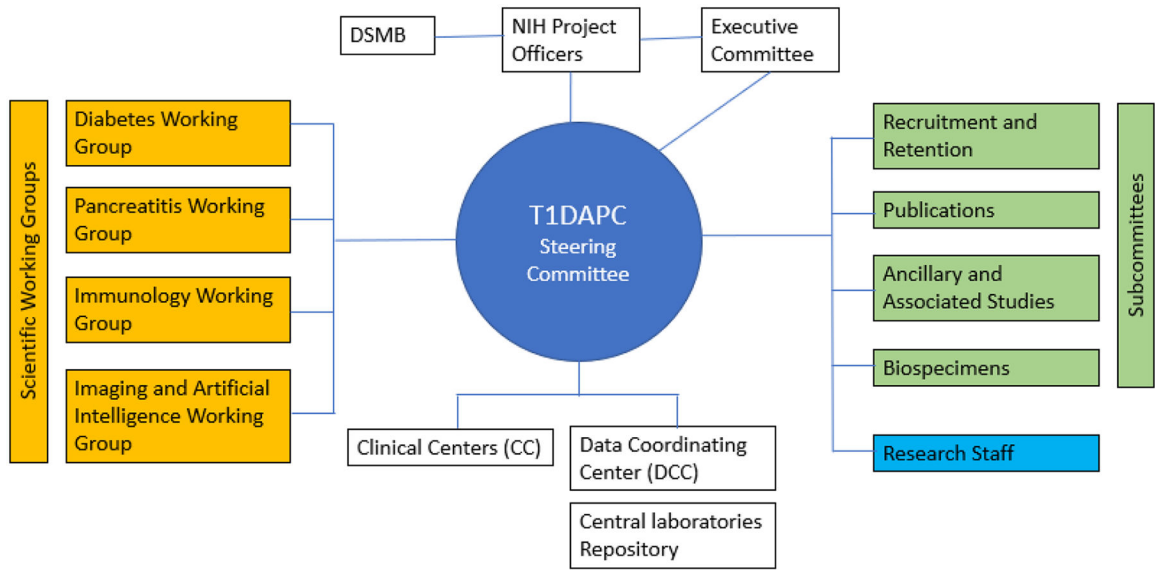 DSMB
NIH Project
Officers
Executive
Committee
Scientific Working Groups
Diabetes Working
Group
Pancreatitis Working
Group
Immunology Working
Group
Imaging and Artificial
Intelligence Working
Group
T1DAPC
Steering
Committee
Recruitment and
Retention
Publications
Ancillary and
Associated Studies
Biospecimens
Subcommittees
Research Staff
Clinical Centers (CC)
Data Coordinating
Center (DCC)
Central laboratories
Repository